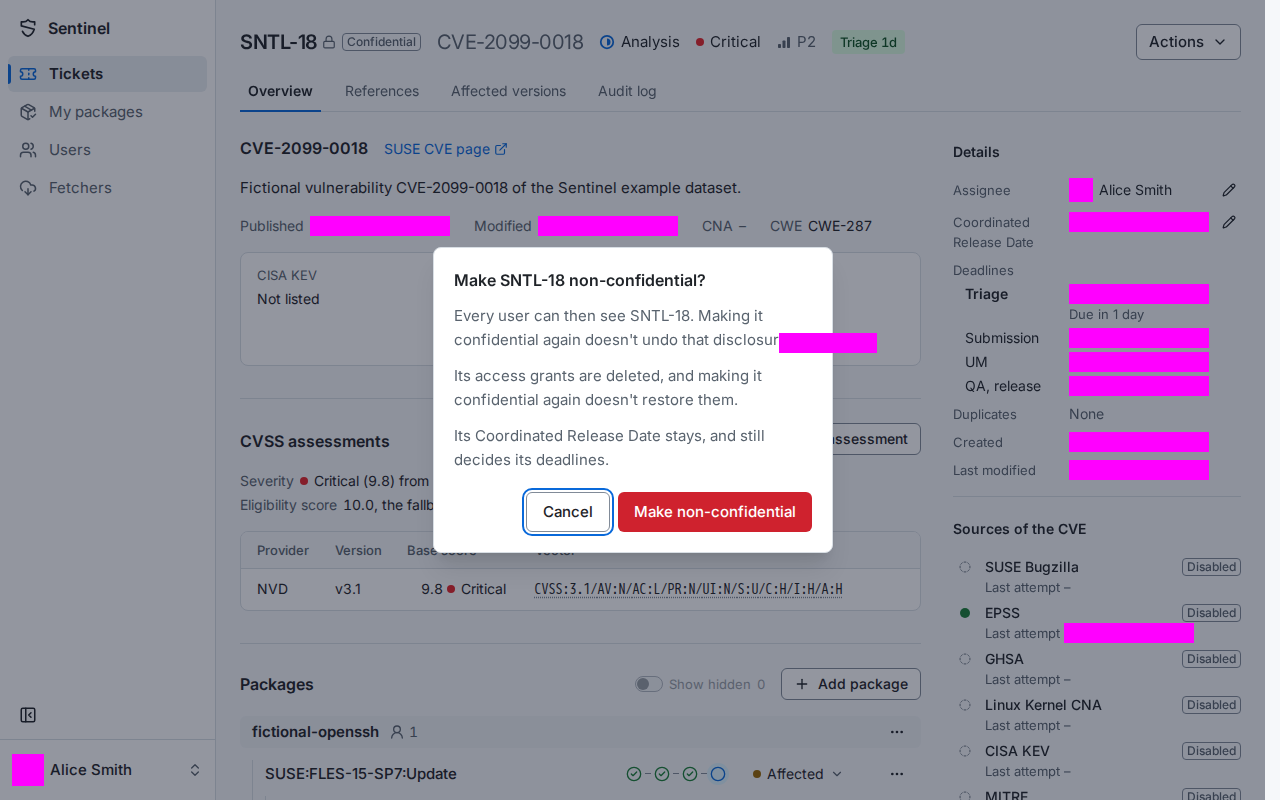 Sentinel
Tickets
My packages
Users
Fetchers
Alice Smith
SNTL-18 Confidential CVE-2099-0018 Analysis Critical P2 Triage 1d
Actions
Overview References Affected versions Audit log
CVE-2099-0018 SUSE CVE page
Fictional vulnerability CVE-2099-0018 of the Sentinel example dataset.
Published Modified CNA – CWE CWE-287
CISA KEV
Not listed
Make SNTL-18 non-confidential?
Every user can then see SNTL-18. Making it
confidential again doesn't undo that
Its access grants are deleted, and making it
confidential again doesn't restore them.
Its Coordinated Release Date stays, and still
decides its deadlines.
Cancel Make non-confidential
CVSS assessments
Severity Critical (9.8) from
Eligibility score 10.0, the
Provider Version Base
NVD v3.1 9.8 Critical CVSS:3.1/AV:N/AC:L/PR:N/UI:N/S:U/C:H/I:H/A:H
Packages Show hidden 0 Add package
fictional-openssh 1
SUSE:FLES-15-SP7:Update Affected
Details
Assignee Alice Smith
Coordinated
Release Date
Deadlines
Triage
Due in 1 day
Submission
UM
QA, release
Duplicates None
Created
Last modified
Sources of the CVE
SUSE Bugzilla Disabled
Last attempt –
EPSS Disabled
Last attempt
GHSA Disabled
Last attempt –
Linux Kernel CNA Disabled
Last attempt –
CISA KEV Disabled
Last attempt –
MITRE Disabled